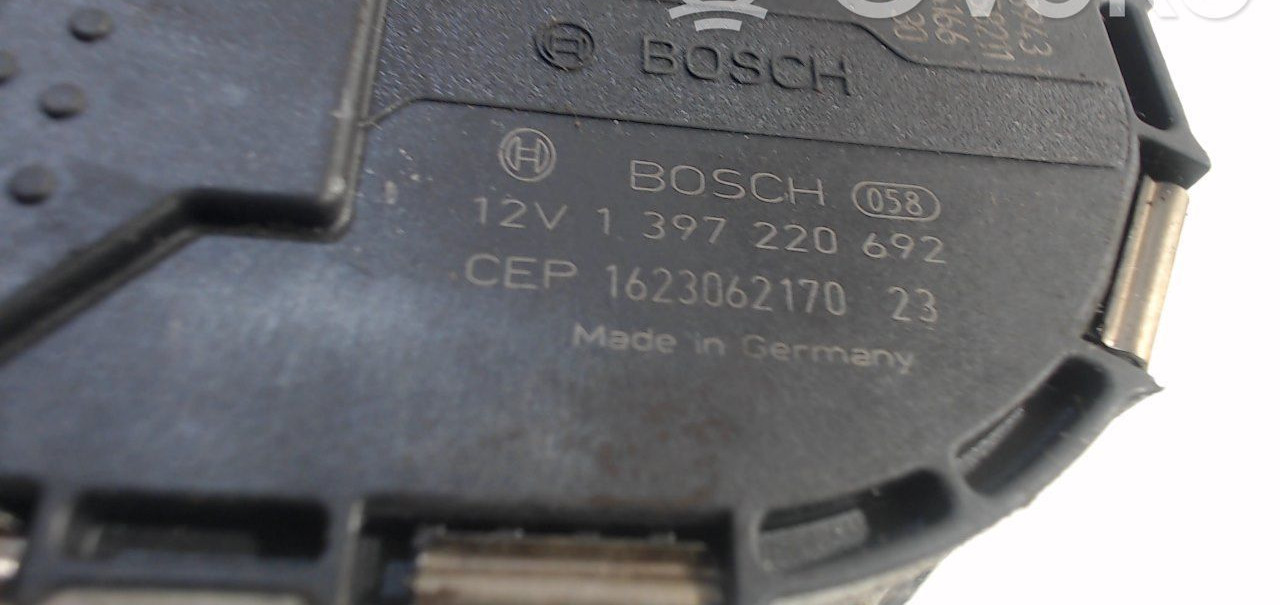 BOSCH
BOSCH 058
12V 1 397 220 692
CEP 1623062170 23
Made in Germany